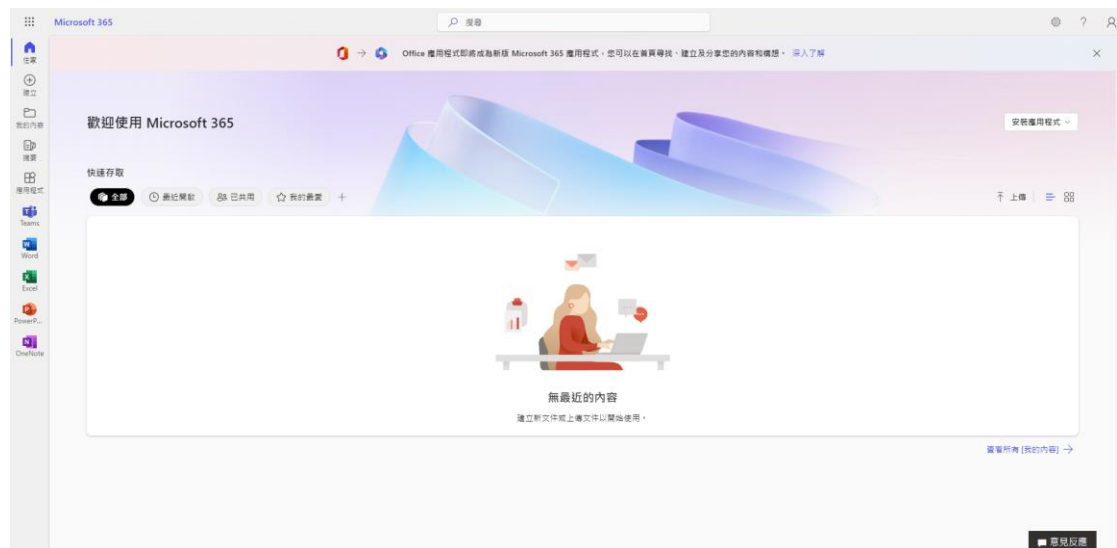 Microsoft 365
搜尋
Office 應用程式即將成為新版 Microsoft 365 應用程式,您可以在首頁尋找、建立及分享您的內容和構想。 深入了解
住家
建立
我的內容
摘要
應用程式
Teams
Word
Excel
PowerP...
OneNote
歡迎使用 Microsoft 365
安裝應用程式
快速存取
全部
最近開啟
已共用
我的最愛
上傳
無最近的內容
建立新文件或上傳文件以開始使用。
查看所有 [我的內容]
意見反應